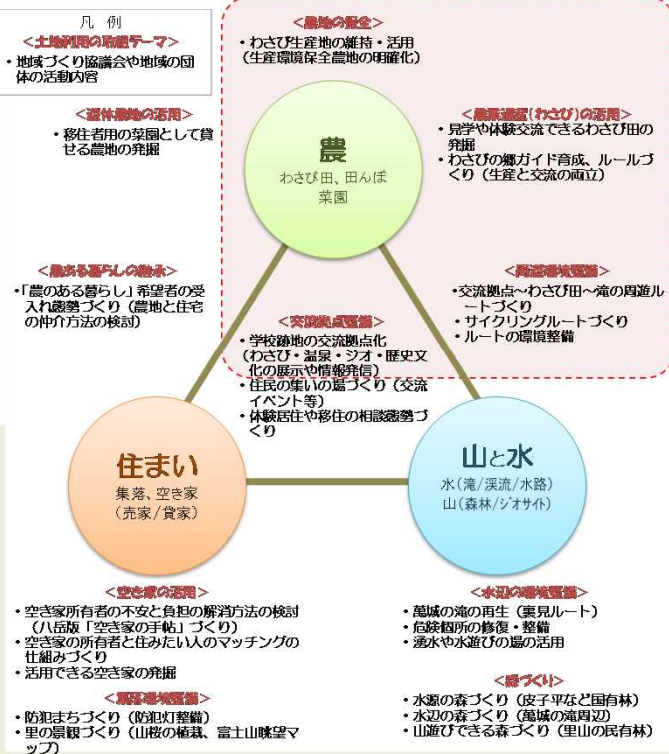 凡 例
<土地利用の取組テーマ>
・地域づくり協議会や地域の団
体の活動内容
<農地の保全>
・わさび生産地の維持・活用
(生産環境保全農地の明確化)
<遊休農地の活用>
・移住者用の菜園として貸
せる農地の発掘
農
わさび田、田んぼ
菜園
<農業遺産(わさび)の活用>
・見学や体験交流できるわさび田の
発掘
・わさびの郷ガイド育成、ルールづ
くり(生産と交流の両立)
<農ある暮らしの継承>
・「農のある暮らし」希望者の受
入れ態勢づくり(農地と住宅
の仲介方法の検討)
<周遊環境整備>
・交流拠点～わさび田～滝の周遊ル
ートづくり
・サイクリングルートづくり
・ルートの環境整備
<交流拠点整備>
・学校跡地の交流拠点化
(わさび・温泉・ジオ・歴史文
化の展示や情報発信)
・住民の集いの場づくり(交流
イベント等)
・体験居住や移住の相談態勢づ
くり
住まい
集落、空き家
(売家/貸家)
山と水
水(滝/渓流/水路)
山(森林/ジオサイト)
<空き家の活用>
・空き家所有者の不安と負担の解消方法の検討
(八岳版「空き家の手帖」づくり)
・空き家の所有者と住みたい人のマッチングの
仕組みづくり
・活用できる空き家の発掘
<集落環境整備>
・防犯まちづくり(防犯灯整備)
・里の景観づくり(山桜の植栽、富士山眺望マ
ップ)
<水辺の環境整備>
・萬城の滝の再生(裏見ルート)
・危険個所の修復・整備
・湧水や水遊びの場の活用
<森づくり>
・水源の森づくり(皮子平など国有林)
・水辺の森づくり(萬城の滝周辺)
・山遊びできる森づくり(里山の民有林)